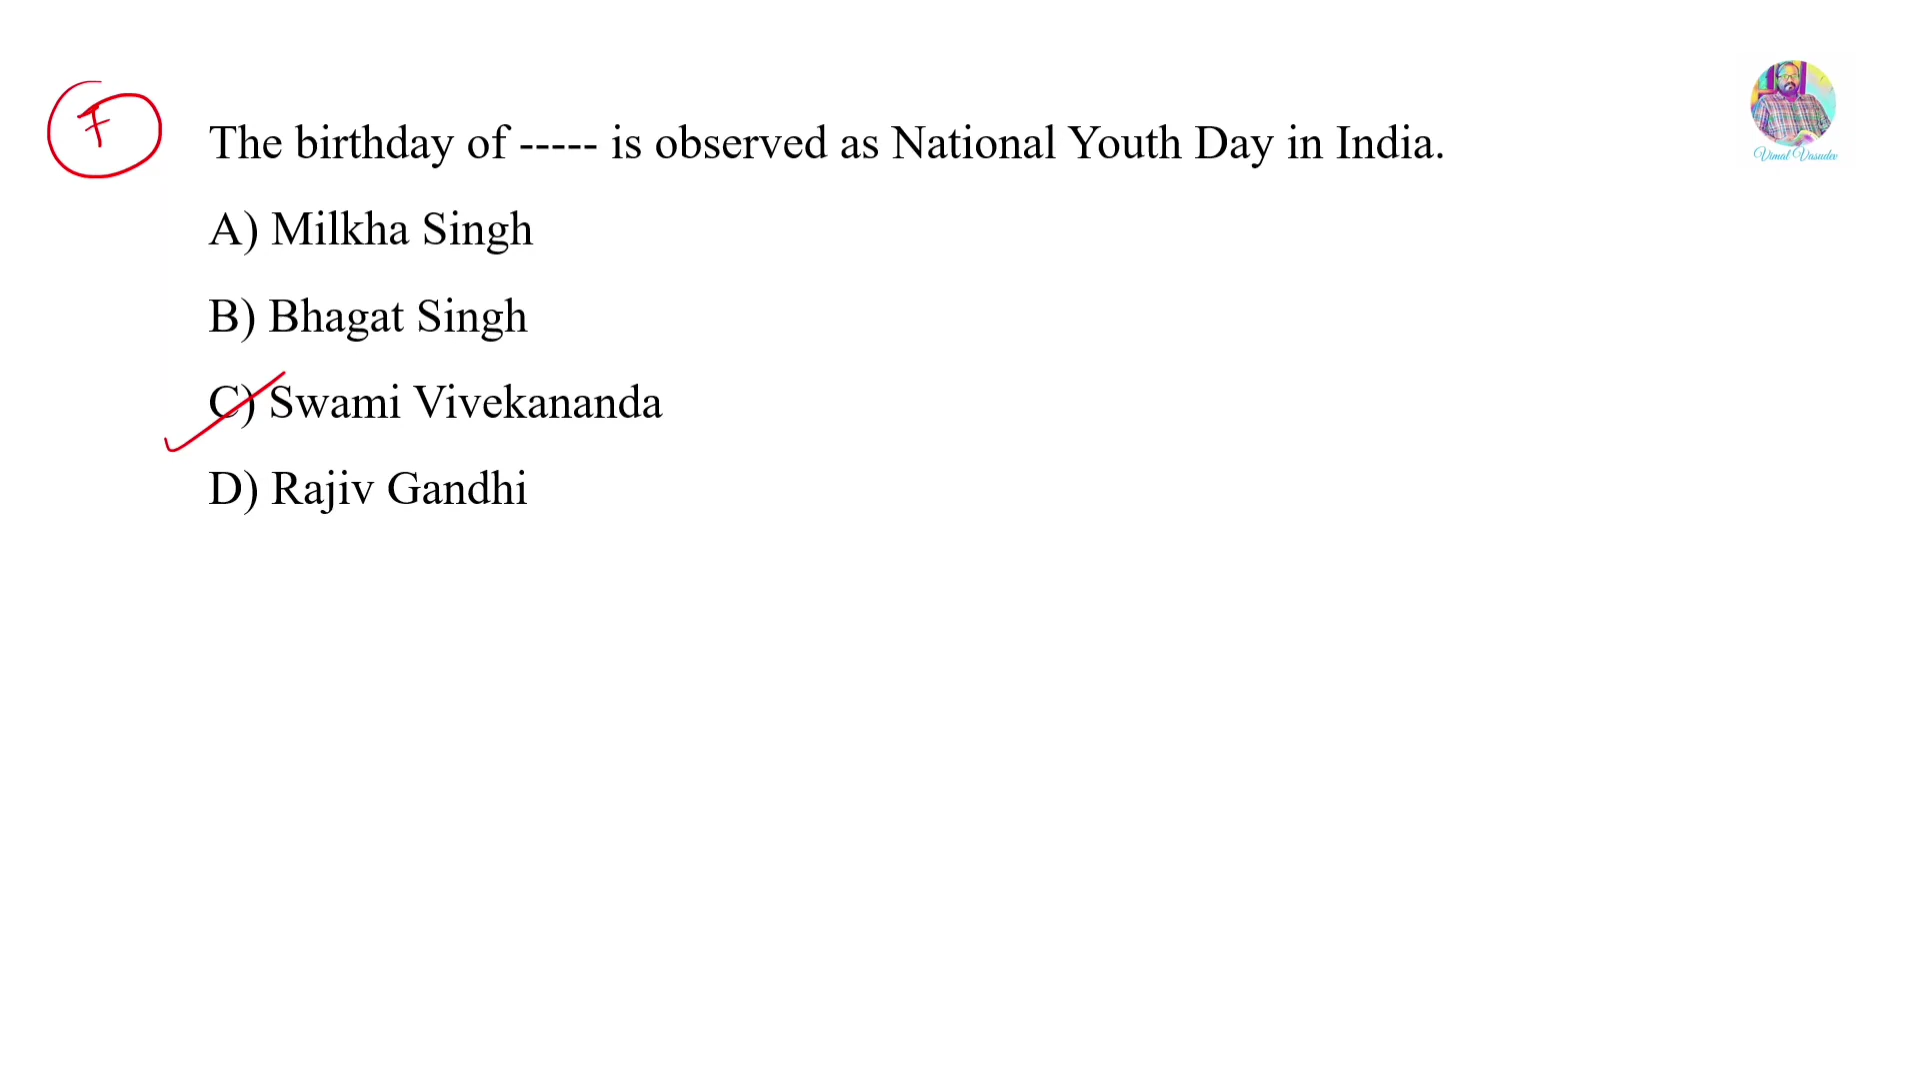 7
The birthday of ----- is observed as National Youth Day in India.
A) Milkha Singh
B) Bhagat Singh
C) Swami Vivekananda
D) Rajiv Gandhi
Vimal Vasudev